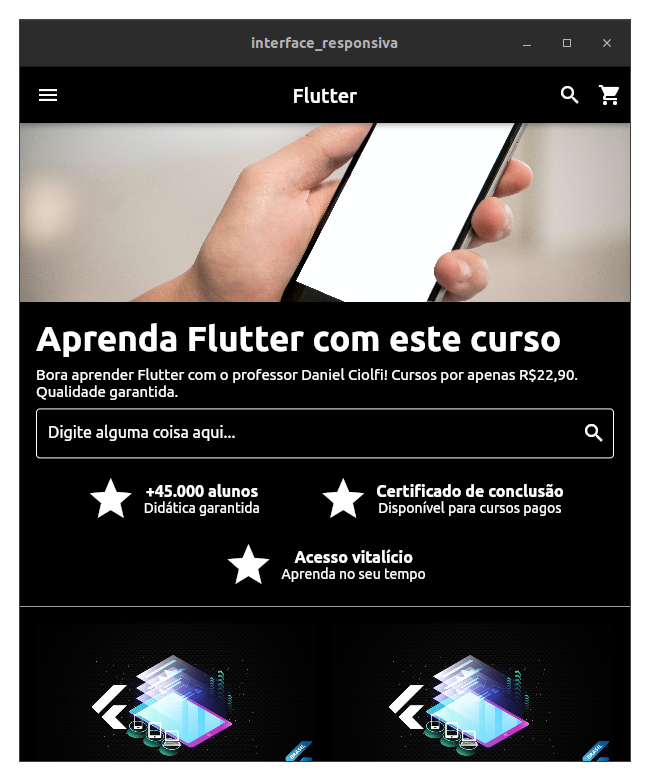 interface_responsiva
Flutter
Aprenda Flutter com este curso
Bora aprender Flutter com o professor Daniel Ciolfi! Cursos por apenas R$22,90.
Qualidade garantida.
Digite alguma coisa aqui...
+45.000 alunos
Didática garantida
Certificado de conclusão
Disponível para cursos pagos
Acesso vitalício
Aprenda no seu tempo
BRASIL
BRASIL